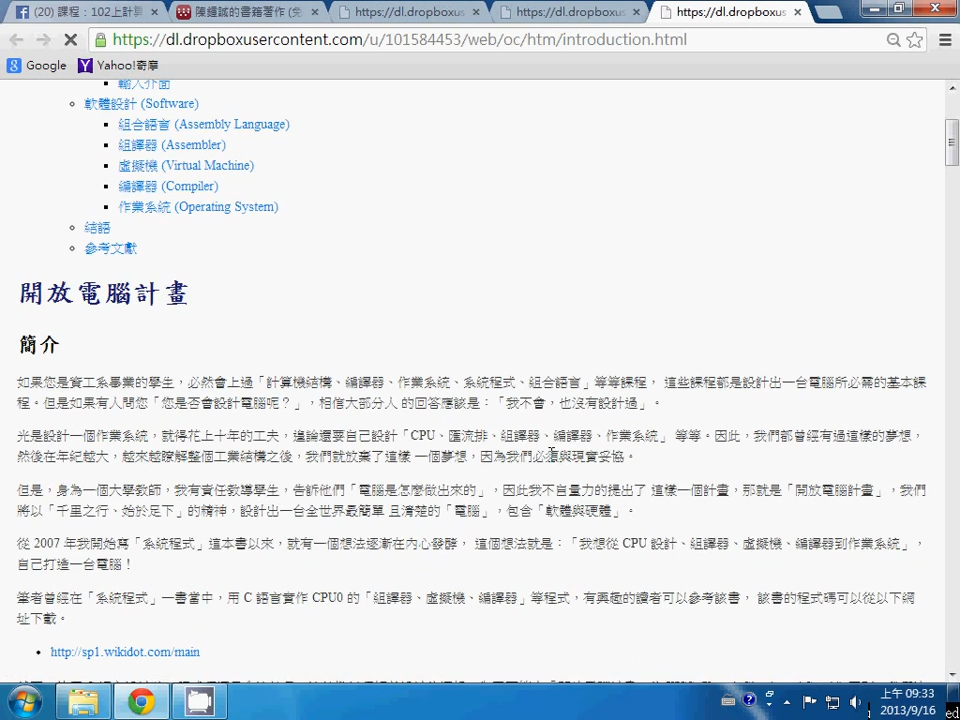 (20) 課程：102上計
陳鍾誠的書籍著作 (免
https://dl.dropboxus
https://dl.dropboxus
https://dl.dropboxus
https://dl.dropboxusercontent.com/u/101584453/web/oc/htm/introduction.html
Google
Yahoo!奇摩
輸入介面
軟體設計 (Software)
組合語言 (Assembly Language)
組譯器 (Assembler)
虛擬機 (Virtual Machine)
編譯器 (Compiler)
作業系統 (Operating System)
結語
參考文獻
開放電腦計畫
簡介
如果您是資工系畢業的學生，必然會上過「計算機結構、編譯器、作業系統、系統程式、組合語言」等等課程， 這些課程都是設計出一台電腦所必需的基本課
程。但是如果有人問您「您是否會設計電腦呢？」，相信大部分人 的回答應該是：「我不會，也沒有設計過」。
光是設計一個作業系統，就得花上十年的工夫，遑論還要自己設計「CPU、匯流排、組譯器、編譯器、作業系統」 等等。因此，我們都曾經有過這樣的夢想，
然後在年紀越大，越來越瞭解整個工業結構之後，我們就放棄了這樣 一個夢想，因為我們必須與現實妥協。
但是，身為一個大學教師，我有責任教導學生，告訴他們「電腦是怎麼做出來的」，因此我不自量力的提出了 這樣一個計畫，那就是「開放電腦計畫」，我們
將以「千里之行、始於足下」的精神，設計出一台全世界最簡單 且清楚的「電腦」，包含「軟體與硬體」。
從 2007 年我開始寫「系統程式」這本書以來，就有一個想法逐漸在內心發酵， 這個想法就是：「我想從 CPU 設計、組譯器、虛擬機、編譯器到作業系統」，
自己打造一台電腦！
筆者曾經在「系統程式」一書當中，用 C 語言實作 CPU0 的「組譯器、虛擬機、編譯器」等程式，有興趣的讀者可以參考該書， 該書的程式碼可以從以下網
址下載。
http://sp1.wikidot.com/main
上午 09:33
2013/9/16